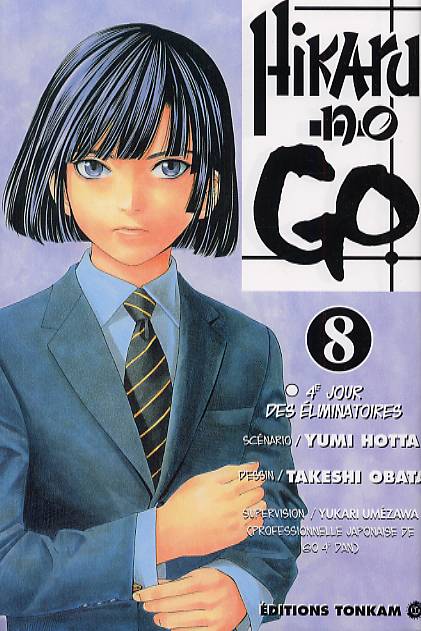 HIKARU
no
GO
8
4E JOUR
DES ÉLIMINATOIRES
SCÉNARIO / YUMI HOTTA
DESSIN / TAKESHI OBATA
SUPERVISION / YUKARI UMEZAWA
(PROFESSIONNELLE JAPONAISE DE
GO 4E DAN)
ÉDITIONS TONKAM